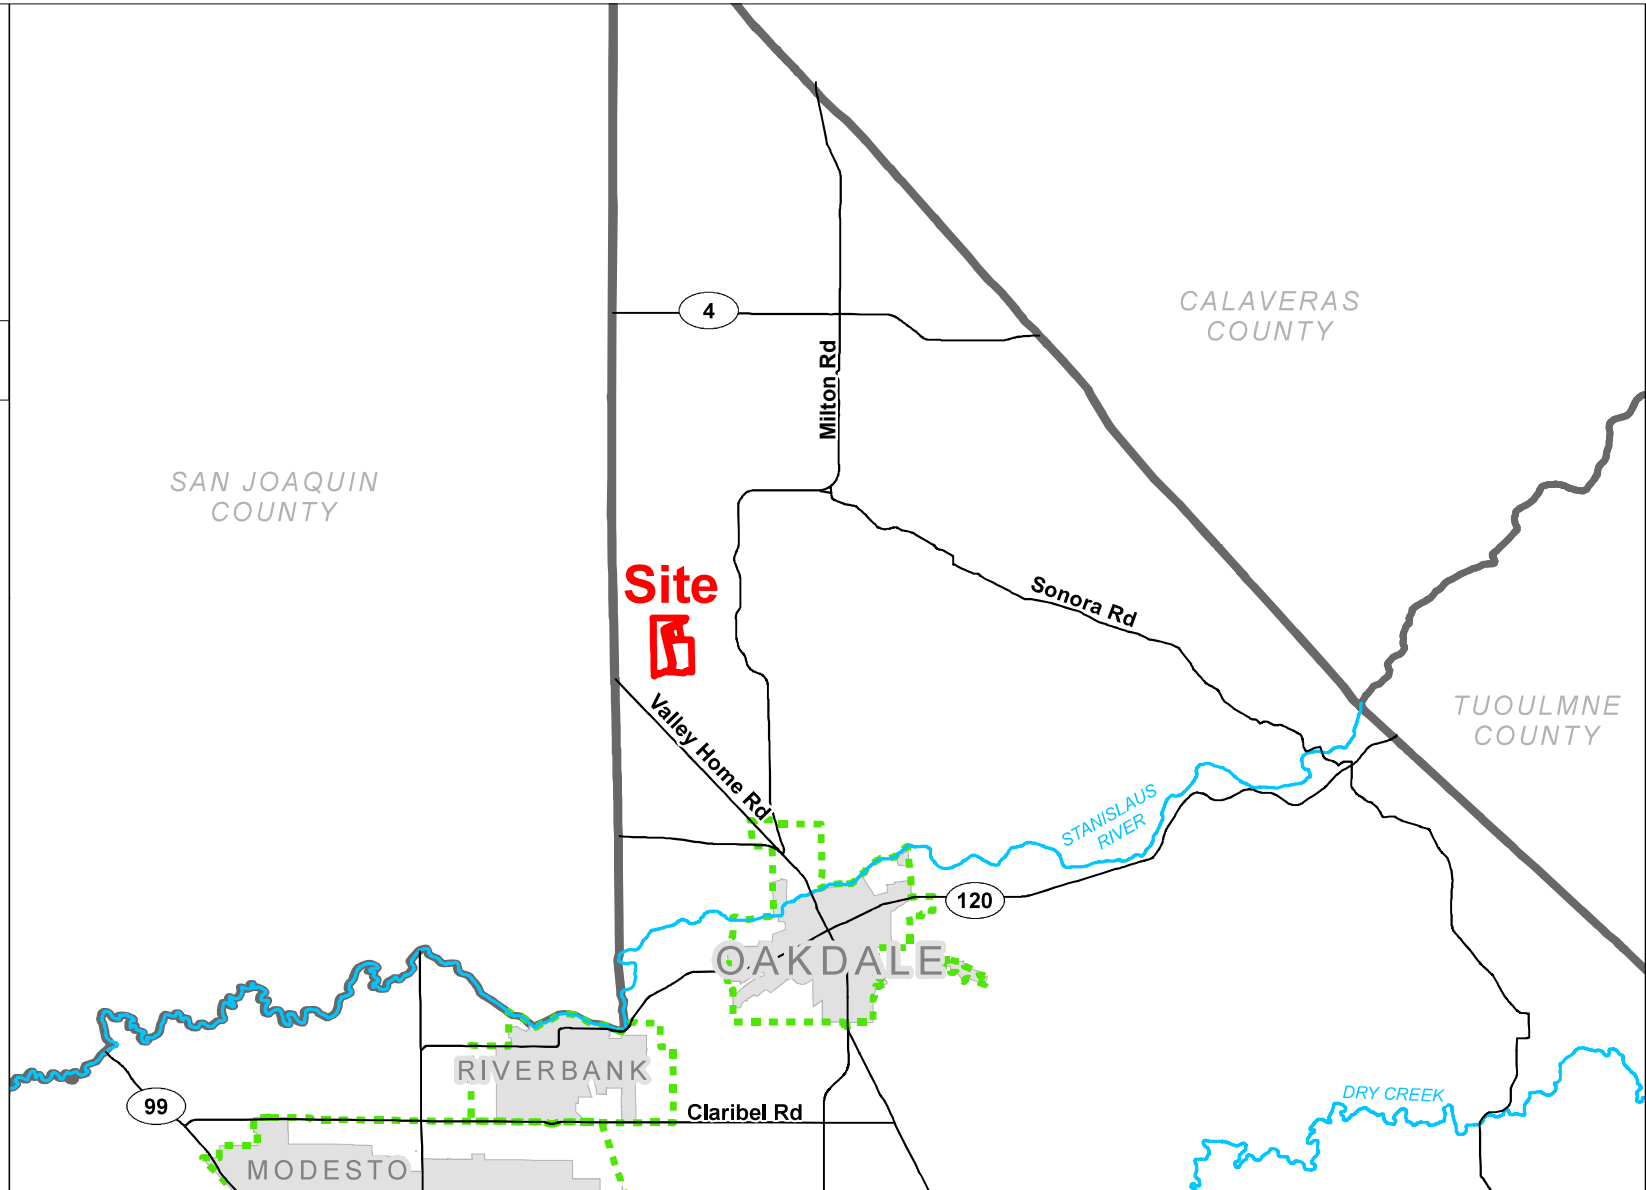 CALAVERAS
COUNTY
4
Milton Rd
SAN JOAQUIN
COUNTY
Site
Sonora Rd
Valley Home Rd
TUOULMNE
COUNTY
STANISLAUS
RIVER
120
OAKDALE
RIVERBANK
99
Claribel Rd
DRY CREEK
MODESTO